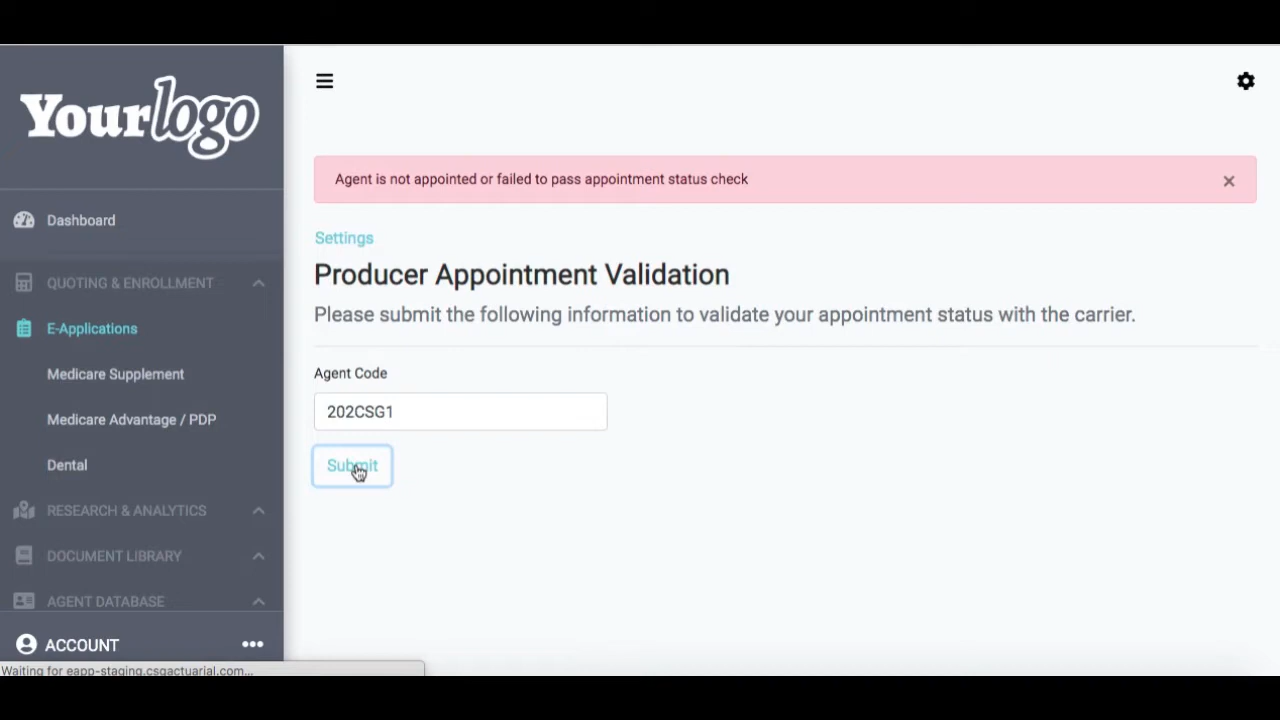 Yourlogo
Agent is not appointed or failed to pass appointment status check ×
Dashboard
Settings
QUOTING & ENROLLMENT
Producer Appointment Validation
Please submit the following information to validate your appointment status with the carrier.
E-Applications
Medicare Supplement
Agent Code
Medicare Advantage / PDP
202CSG1
Dental
Submit
RESEARCH & ANALYTICS
DOCUMENT LIBRARY
AGENT DATABASE
ACCOUNT
Waiting for eapp-staging.csgactuarial.com...